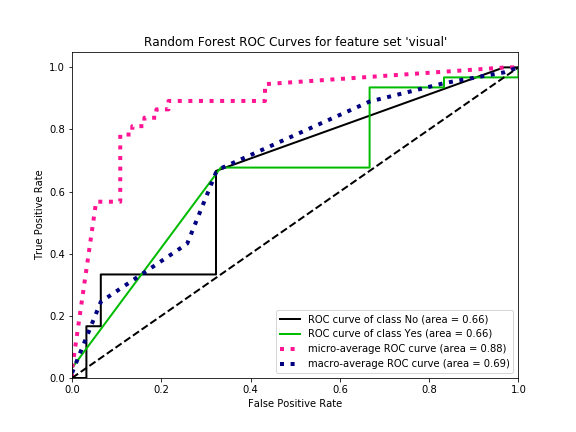 Random Forest ROC Curves for feature set 'visual'
1.0
0.8
0.6
0.4
0.2
0.0
True Positive Rate
ROC curve of class No (area = 0.66)
ROC curve of class Yes (area = 0.66)
micro-average ROC curve (area = 0.88)
macro-average ROC curve (area = 0.69)
0.0 0.2 0.4 0.6 0.8 1.0
False Positive Rate